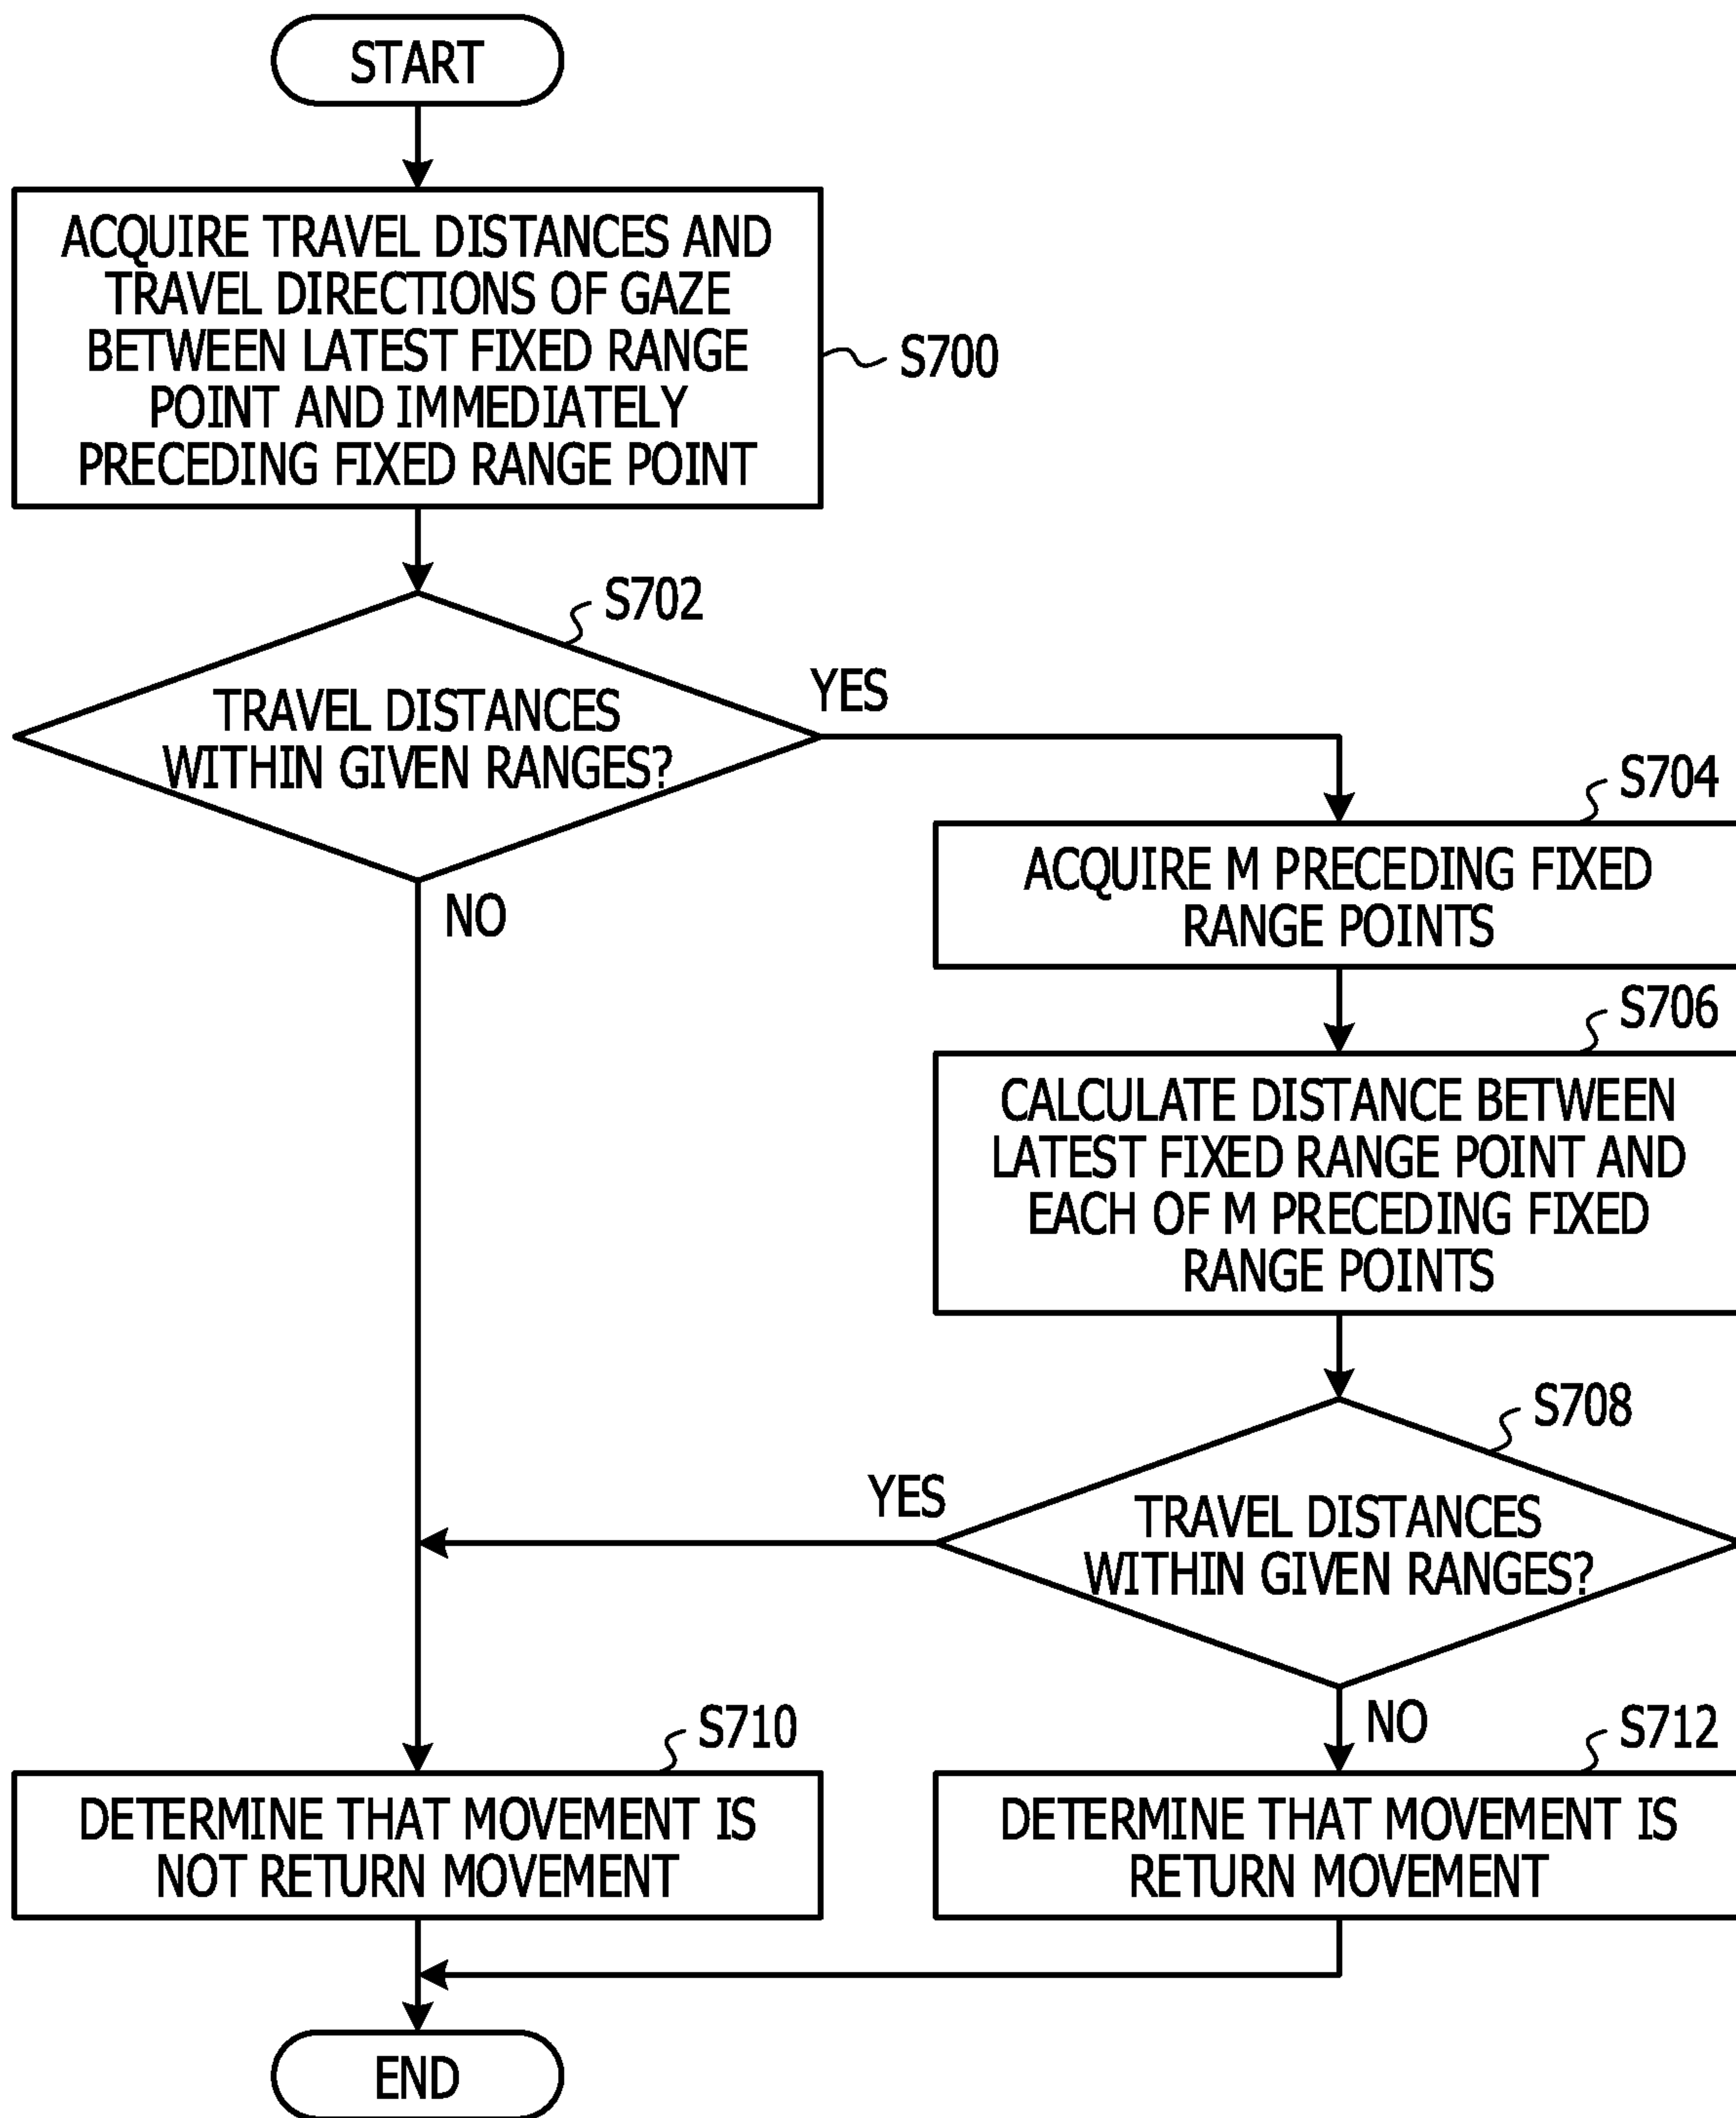 START
ACQUIRE TRAVEL DISTANCES AND
TRAVEL DIRECTIONS OF GAZE
BETWEEN LATEST FIXED RANGE
POINT AND IMMEDIATELY
PRECEDING FIXED RANGE POINT
S700
S702
TRAVEL DISTANCES
WITHIN GIVEN RANGES?
YES
NO
S704
ACQUIRE M PRECEDING FIXED
RANGE POINTS
S706
CALCULATE DISTANCE BETWEEN
LATEST FIXED RANGE POINT AND
EACH OF M PRECEDING FIXED
RANGE POINTS
S708
TRAVEL DISTANCES
WITHIN GIVEN RANGES?
YES
NO
S710
DETERMINE THAT MOVEMENT IS
NOT RETURN MOVEMENT
S712
DETERMINE THAT MOVEMENT IS
RETURN MOVEMENT
END